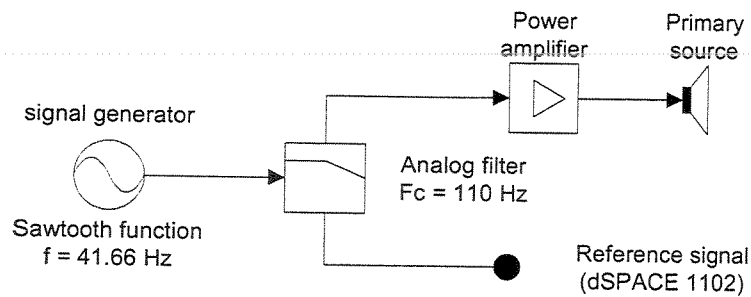 Power
amplifier
Primary
source
signal generator
Analog filter
Fc = 110 Hz
Sawtooth function
f = 41.66 Hz
Reference signal
(dSPACE 1102)